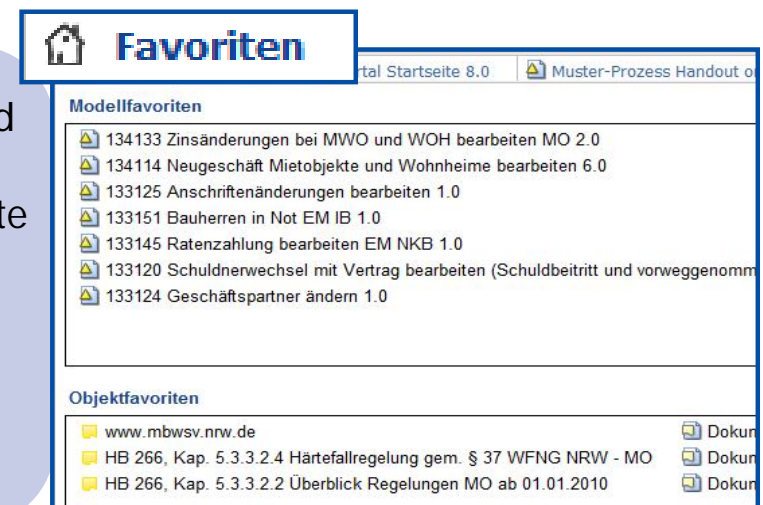 Favoriten
rtal Startseite 8.0 Muster-Prozess Handout
Modellfavoriten
134133 Zinsänderungen bei MWO und WOH bearbeiten MO 2.0
134114 Neugeschäft Mietobjekte und Wohnheime bearbeiten 6.0
133125 Anschriftenänderungen bearbeiten 1.0
133151 Bauherren in Not EM IB 1.0
133145 Ratenzahlung bearbeiten EM NKB 1.0
133120 Schuldnerwechsel mit Vertrag bearbeiten (Schuldbeitritt und vorweggenomm
133124 Geschäftspartner ändern 1.0
Objektfavoriten
www.mbwsv.nrw.de Dokum
HB 266, Kap. 5.3.3.2.4 Härtefallregelung gem. § 37 WFNG NRW - MO Dokum
HB 266, Kap. 5.3.3.2.2 Überblick Regelungen MO ab 01.01.2010 Dokum